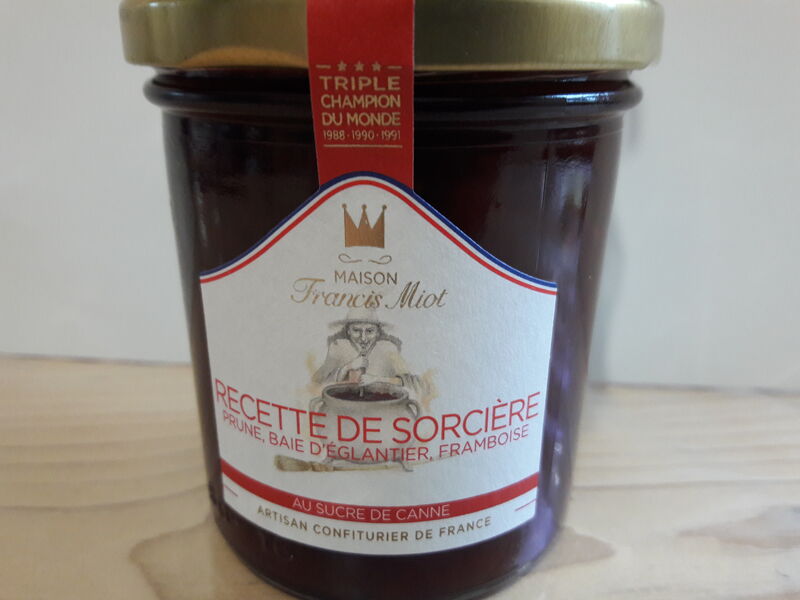 TRIPLE
CHAMPION
DU MONDE
1988 • 1990 • 1991
MAISON
Francis Miot
RECETTE DE SORCIÈRE
PRUNE, BAIE D'ÉGLANTIER, FRAMBOISE
AU SUCRE DE CANNE
ARTISAN CONFITURIER DE FRANCE